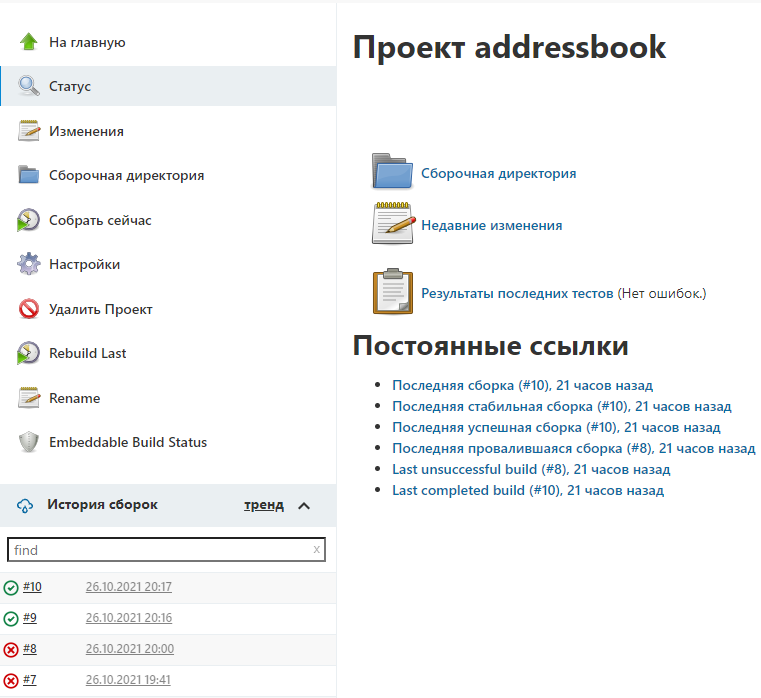 На главную
Статус
Изменения
Сборочная директория
Собрать сейчас
Настройки
Удалить Проект
Rebuild Last
Rename
Embeddable Build Status
История сборок тренд
find x
#10 26.10.2021 20:17
#9 26.10.2021 20:16
#8 26.10.2021 20:00
#7 26.10.2021 19:41
Проект addressbook
Сборочная директория
Недавние изменения
Результаты последних тестов (Нет ошибок.)
Постоянные ссылки
Последняя сборка (#10), 21 часов назад
Последняя стабильная сборка (#10), 21 часов назад
Последняя успешная сборка (#10), 21 часов назад
Последняя провалившаяся сборка (#8), 21 часов назад
Last unsuccessful build (#8), 21 часов назад
Last completed build (#10), 21 часов назад